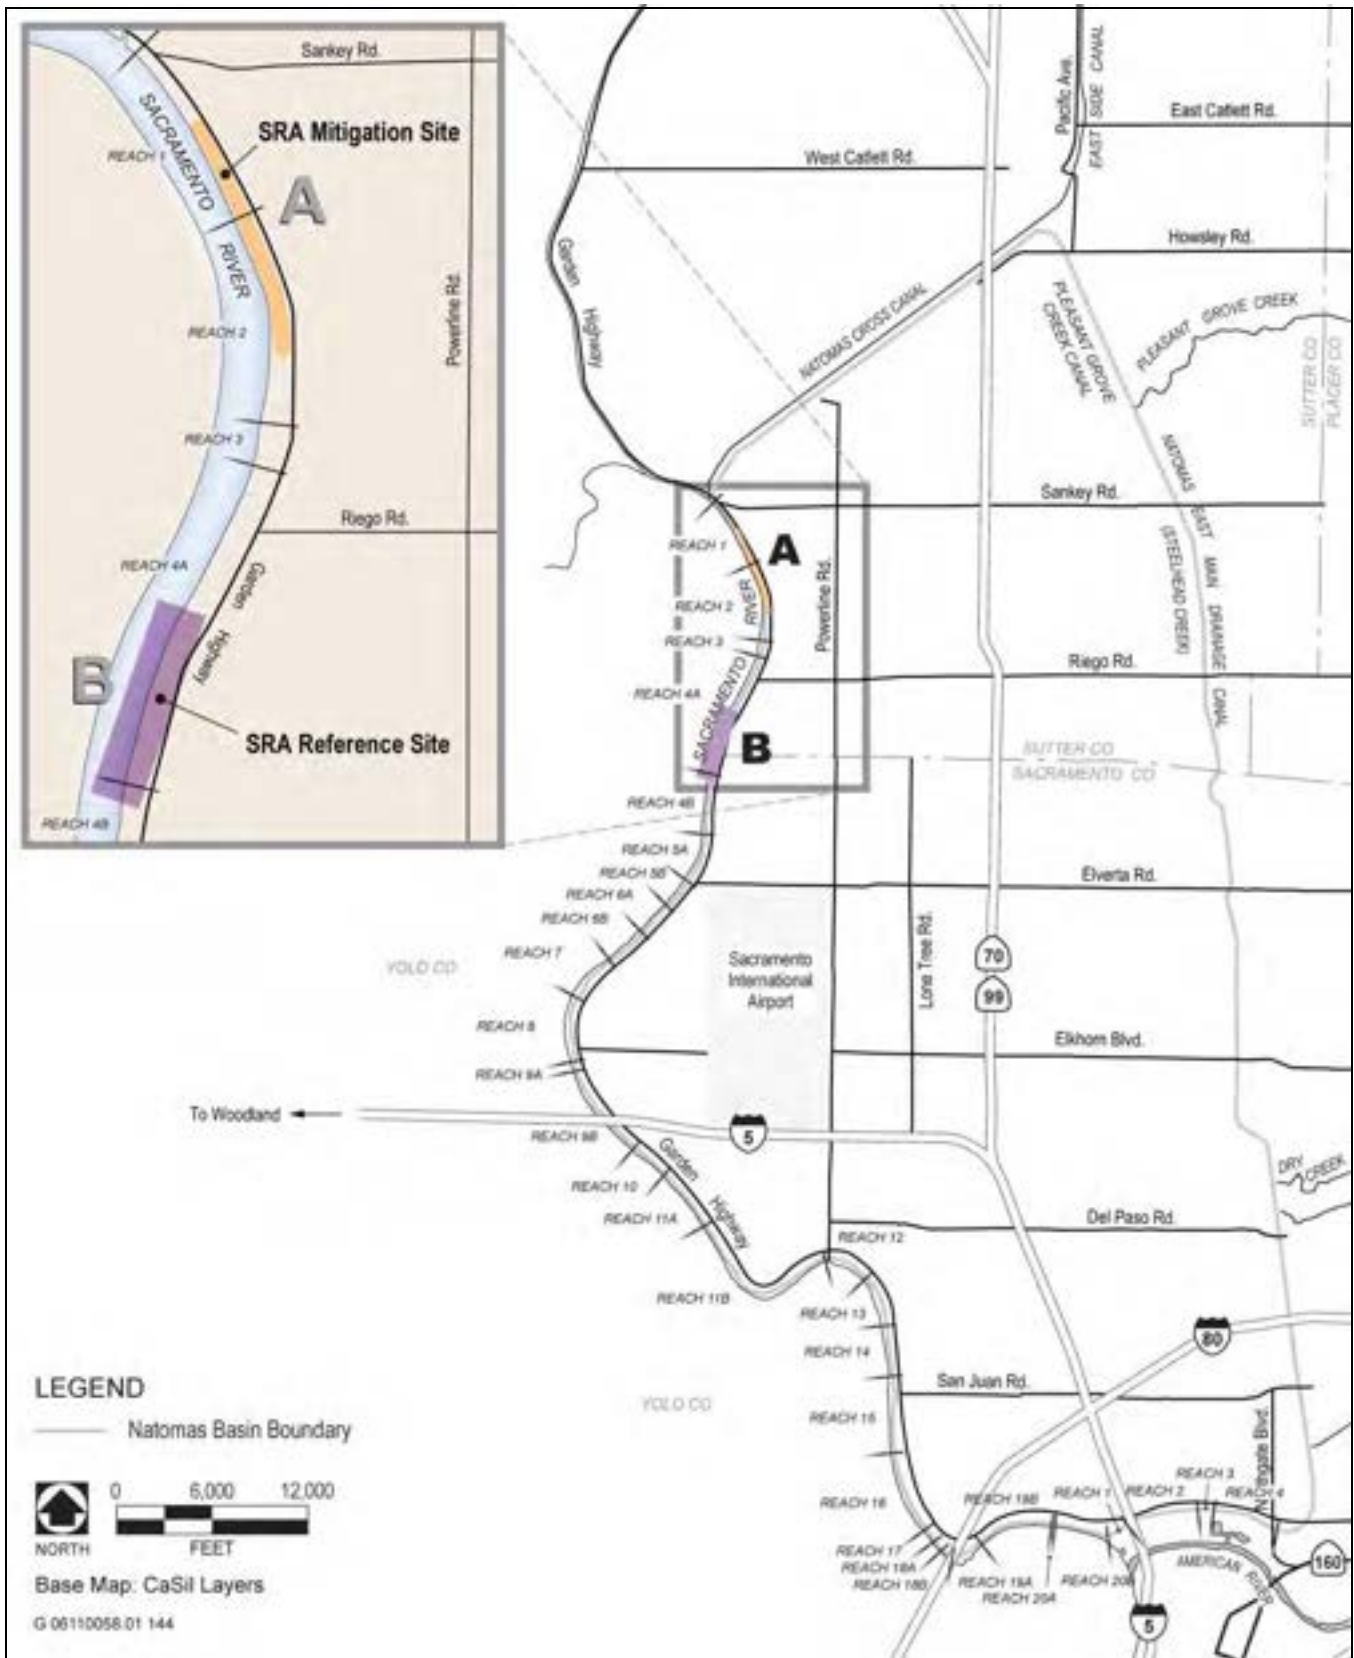 Sankey Rd.
SRA Mitigation Site
SACRAMENTO
REACH 1
A
RIVER
REACH 2
Powerline Rd.
REACH 3
Riego Rd.
REACH 4A
Garden
Highway
B
SRA Reference Site
REACH 4B
Pacific Ave.
EAST SIDE CANAL
East Catlett Rd.
West Catlett Rd.
Howsley Rd.
Garden
Highway
NATOMAS CROSS CANAL
PLEASANT GROVE
CREEK CANAL
PLEASANT GROVE CREEK
SUTTER CO
PLACER CO
NATOMAS EAST MAIN DRAINAGE CANAL
(STEELHEAD CREEK)
Sankey Rd.
REACH 1
A
REACH 2
RIVER
Powerline Rd.
REACH 3
Riego Rd.
REACH 4A
SACRAMENTO
B
SUTTER CO
SACRAMENTO CO
REACH 4B
REACH 5A
REACH 5B
Elverta Rd.
REACH 6A
REACH 6B
REACH 7
YOLO CO
Sacramento
International
Airport
Lone Tree Rd.
70
99
REACH 8
Elkhorn Blvd.
REACH 9A
To Woodland
5
REACH 9B
Garden
Highway
DRY CREEK
REACH 10
REACH 11A
Del Paso Rd.
REACH 12
REACH 11B
REACH 13
80
REACH 14
San Juan Rd.
YOLO CO
REACH 15
Northgate Blvd.
REACH 16
REACH 19B
REACH 1
REACH 2
REACH 3
REACH 4
REACH 17
REACH 18A
REACH 18B
REACH 19A
REACH 20A
REACH 20B
AMERICAN RIVER
160
5
LEGEND
Natomas Basin Boundary
0 6,000 12,000
FEET
NORTH
Base Map: CaSil Layers
G 06110058.01 144